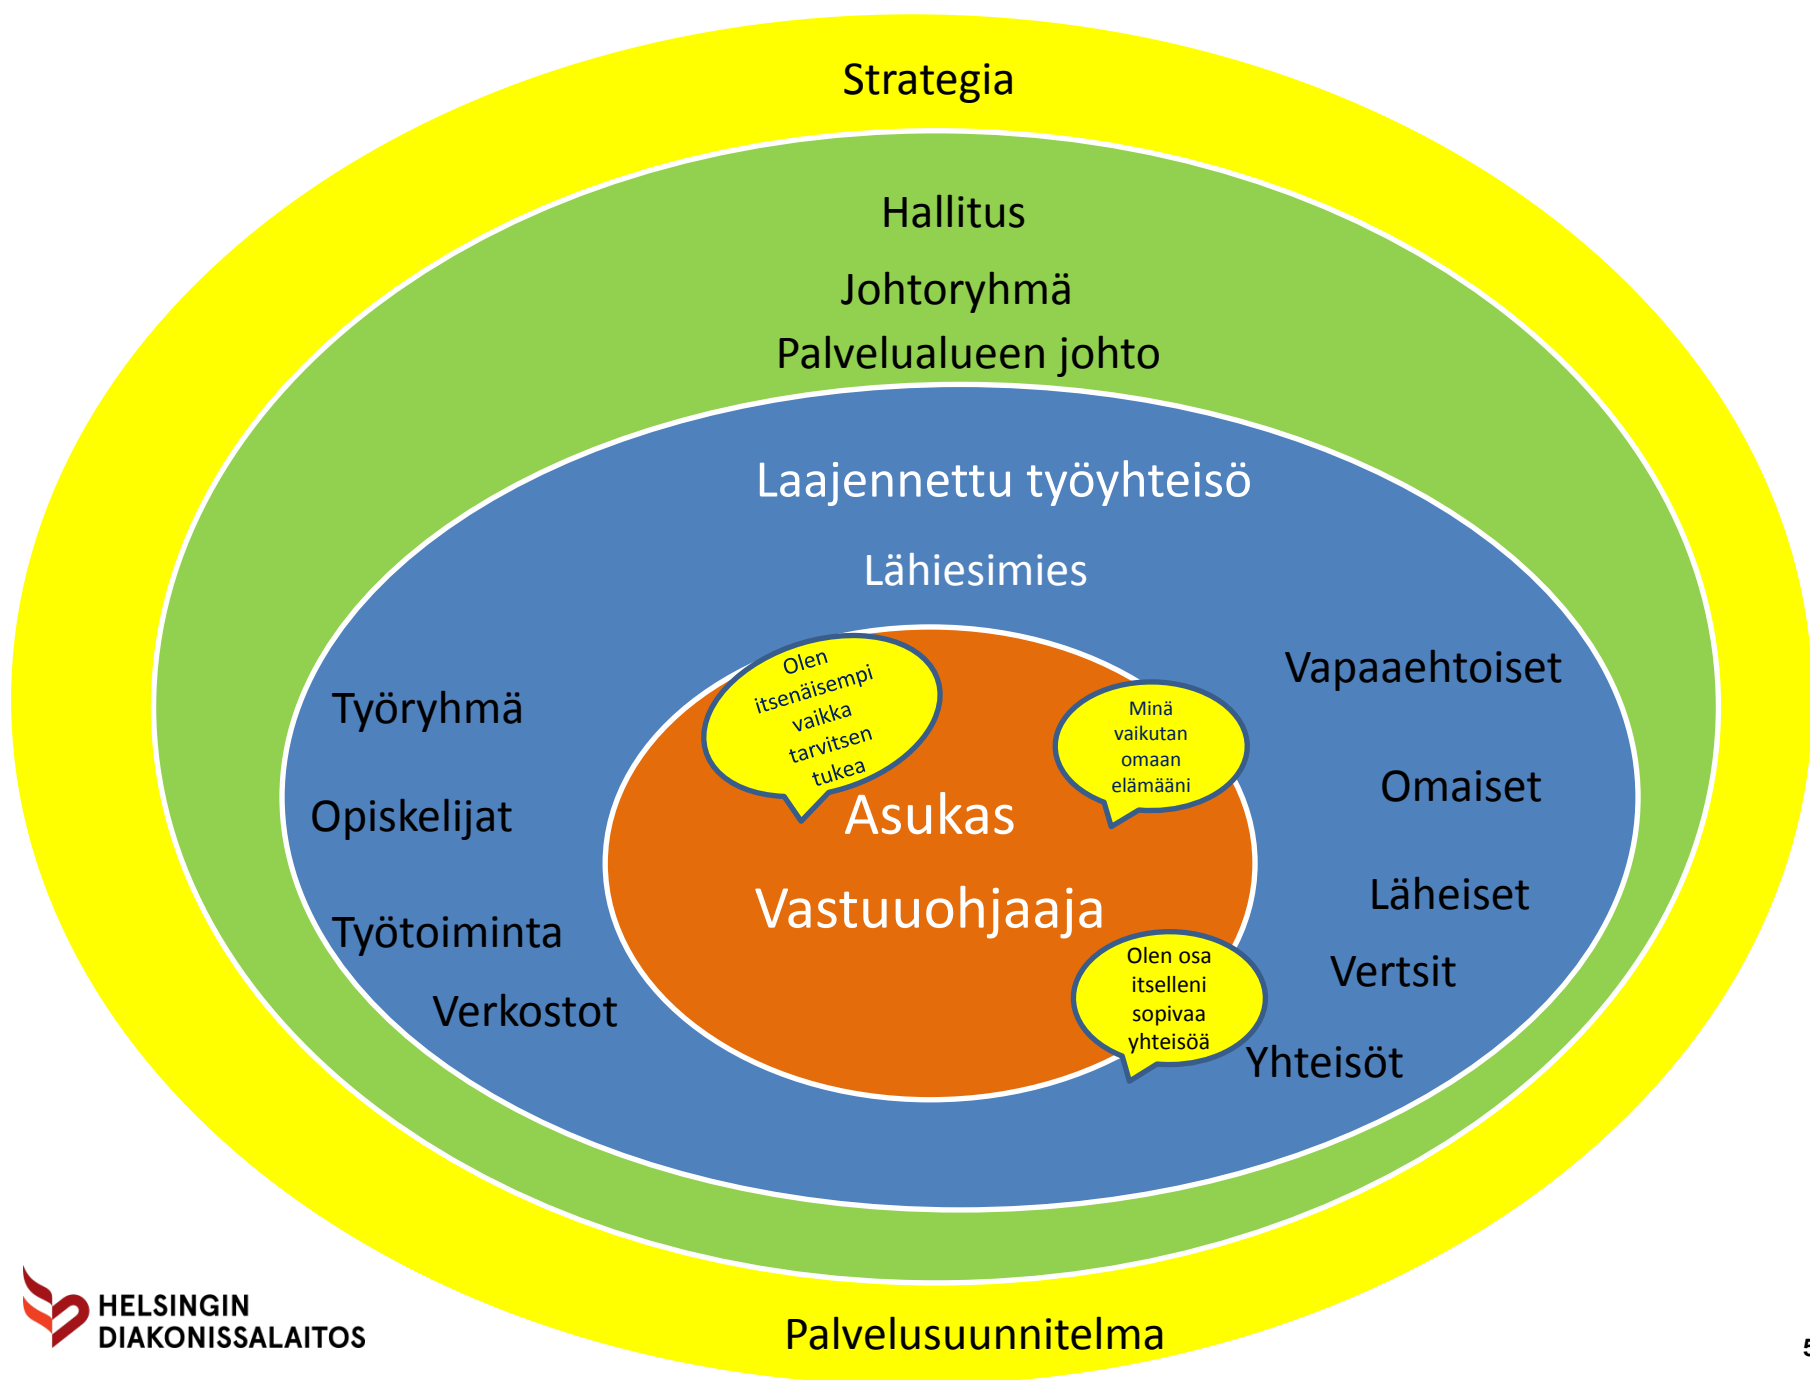 Strategia
Hallitus
Johtoryhmä
Palvelualueen johto
Laajennettu työyhteisö
Lähiesimies
Olen
itsenäisempi
vaikka
tarvitsen
tukea
Minä
vaikutan
omaan
elämääni
Vapaaehtoiset
Työryhmä
Omaiset
Opiskelijat
Asukas
Vastuuohjaaja
Läheiset
Työtoiminta
Olen osa
itselleni
sopivaa
yhteisöä
Vertsit
Verkostot
Yhteisöt
HELSINGIN
DIAKONISSALAITOS
Palvelusuunnitelma
5